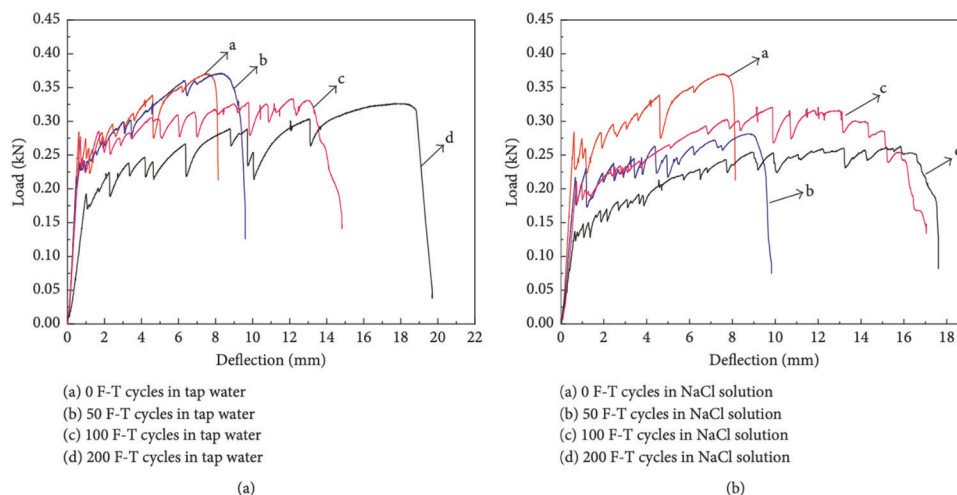 0.45
0.40
0.35
0.30
0.25
0.20
0.15
0.10
0.05
0.00
Load (kN)
a
b
c
d
0 2 4 6 8 10 12 14 16 18 20 22
Deflection (mm)
(a) 0 F-T cycles in tap water
(b) 50 F-T cycles in tap water
(c) 100 F-T cycles in tap water
(d) 200 F-T cycles in tap water
(a)
0.45
0.40
0.35
0.30
0.25
0.20
0.15
0.10
0.05
0.00
Load (kN)
a
c
b
0 2 4 6 8 10 12 14 16 18
Deflection (mm)
(a) 0 F-T cycles in NaCl solution
(b) 50 F-T cycles in NaCl solution
(c) 100 F-T cycles in NaCl solution
(d) 200 F-T cycles in NaCl solution
(b)